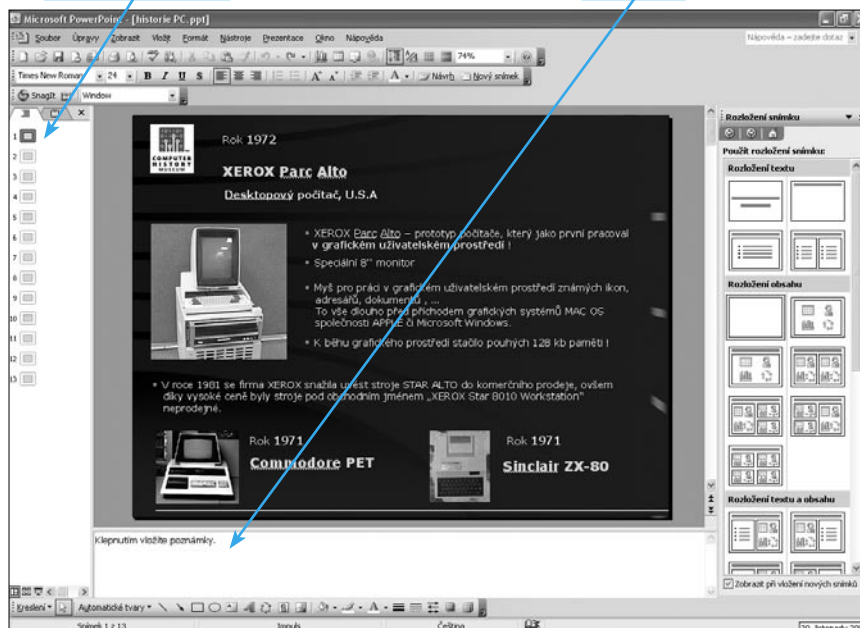 Microsoft PowerPoint - [historie PC.ppt]
Soubor Úpravy Zobrazit Vložit Formát Nástroje Prezentace Okno Nápověda
Nápověda – zadejte dotaz
74%
Times New Roman 24 B I U S A A A Návrh Nový snímek
SnagIt Window
Rozložení snímku
Použít rozložení snímku:
Rozložení textu
Rozložení obsahu
Rozložení textu a obsahu
Zobrazit při vložení nových snímků
1
2
3
4
5
6
7
8
9
10
11
12
13
COMPUTER
HISTORY
MUSEUM
Rok 1972
XEROX Parc Alto
Desktopový počítač, U.S.A
XEROX Parc Alto – prototyp počítače, který jako první pracoval
v grafickém uživatelském prostředí !
Speciální 8'' monitor
Myš pro práci v grafickém uživatelském prostředí známých ikon,
adresářů, dokumentů , ...
To vše dlouho před příchodem grafických systémů MAC OS
společnosti APPLE či Microsoft Windows.
K běhu grafického prostředí stačilo pouhých 128 kb paměti !
V roce 1981 se firma XEROX snažila uvést stroje STAR ALTO do komerčního prodeje, ovšem
díky vysoké ceně byly stroje pod obchodním jménem „XEROX Star 8010 Workstation"
neprodejné.
Rok 1971
Commodore PET
Rok 1971
Sinclair ZX-80
Klepnutím vložíte poznámky.
Kreslení Automatické tvary
Snímek 1 z 13 Impuls Čeština